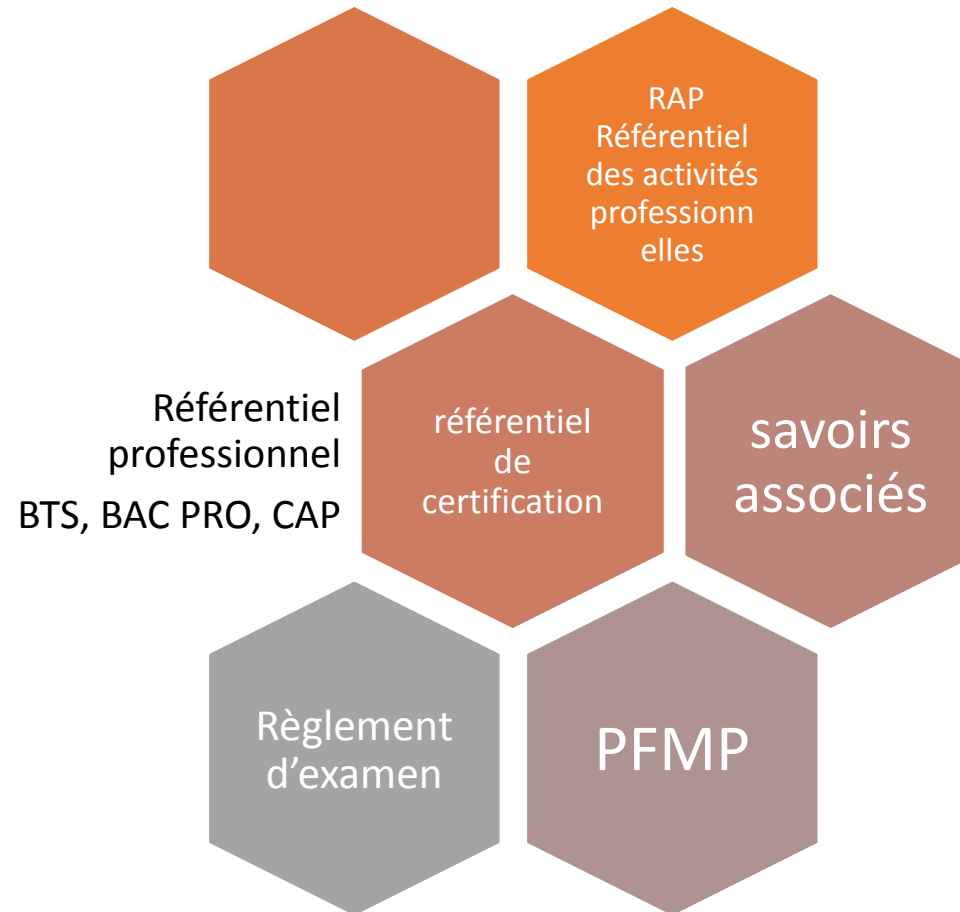 RAP
Référentiel
des activités
professionn
elles
Référentiel
professionnel
BTS, BAC PRO, CAP
référentiel
de
certification
savoirs
associés
Règlement
d’examen
PFMP